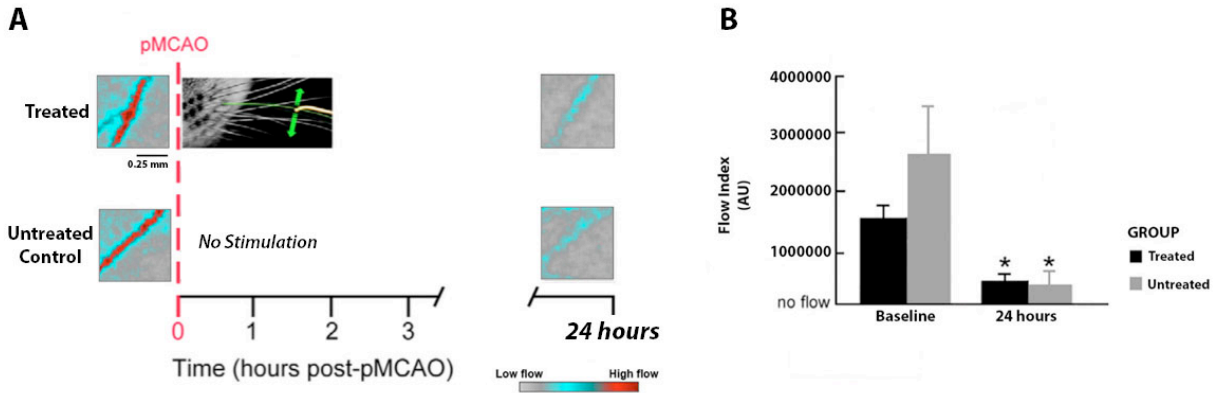 A
pMCAO
Treated
0.25 mm
Untreated
Control
No Stimulation
0
1
2
3
24 hours
Time (hours post-pMCAO)
Low flow
High flow
B
4000000
3000000
2000000
1000000
no flow
Flow Index
(AU)
* *
Baseline
24 hours
GROUP
Treated
Untreated